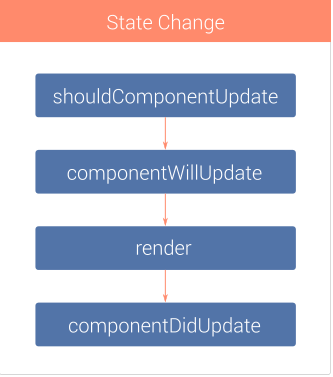 State Change
shouldComponentUpdate
componentWillUpdate
render
componentDidUpdate